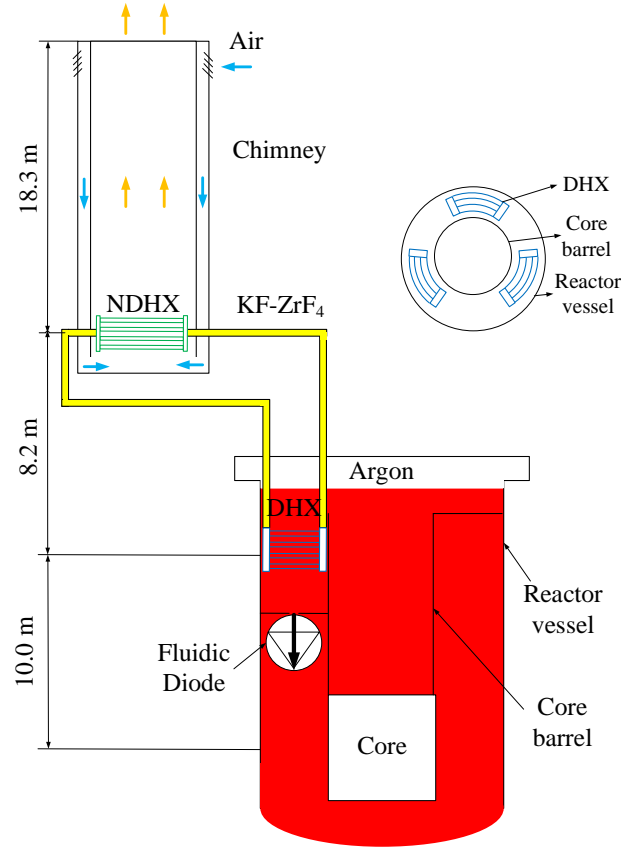 Air
18.3 m
Chimney
DHX
Core
barrel
Reactor
vessel
NDHX
KF-ZrF₄
8.2 m
Argon
DHX
10.0 m
Fluidic
Diode
Reactor
vessel
Core
Core
barrel